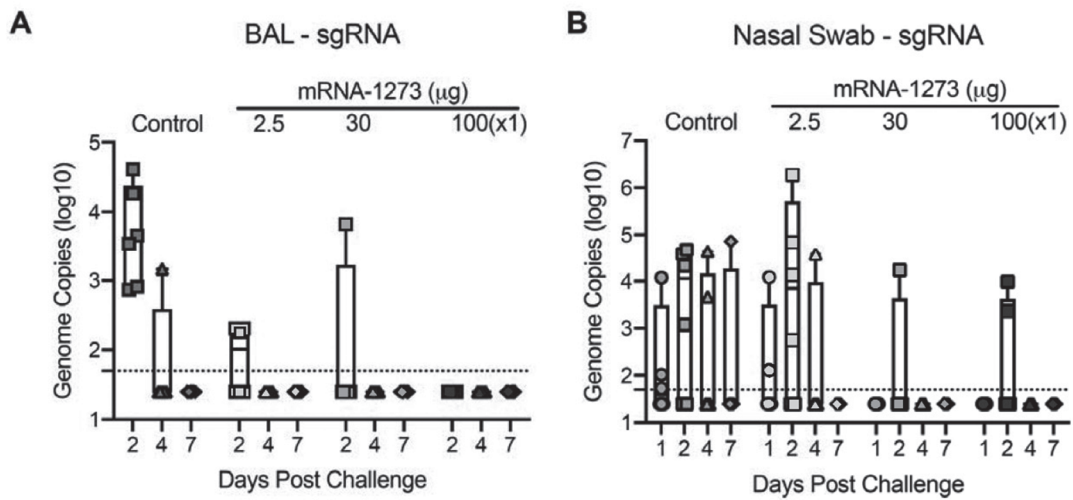 A
BAL - sgRNA
mRNA-1273 (μg)
Control 2.5 30 100(x1)
Genome Copies (log10)
5
4
3
2
1
2 4 7 2 4 7 2 4 7 2 4 7
Days Post Challenge
B
Nasal Swab - sgRNA
mRNA-1273 (μg)
Control 2.5 30 100(x1)
Genome Copies (log10)
7
6
5
4
3
2
1
1 2 4 7 1 2 4 7 1 2 4 7 1 2 4 7
Days Post Challenge